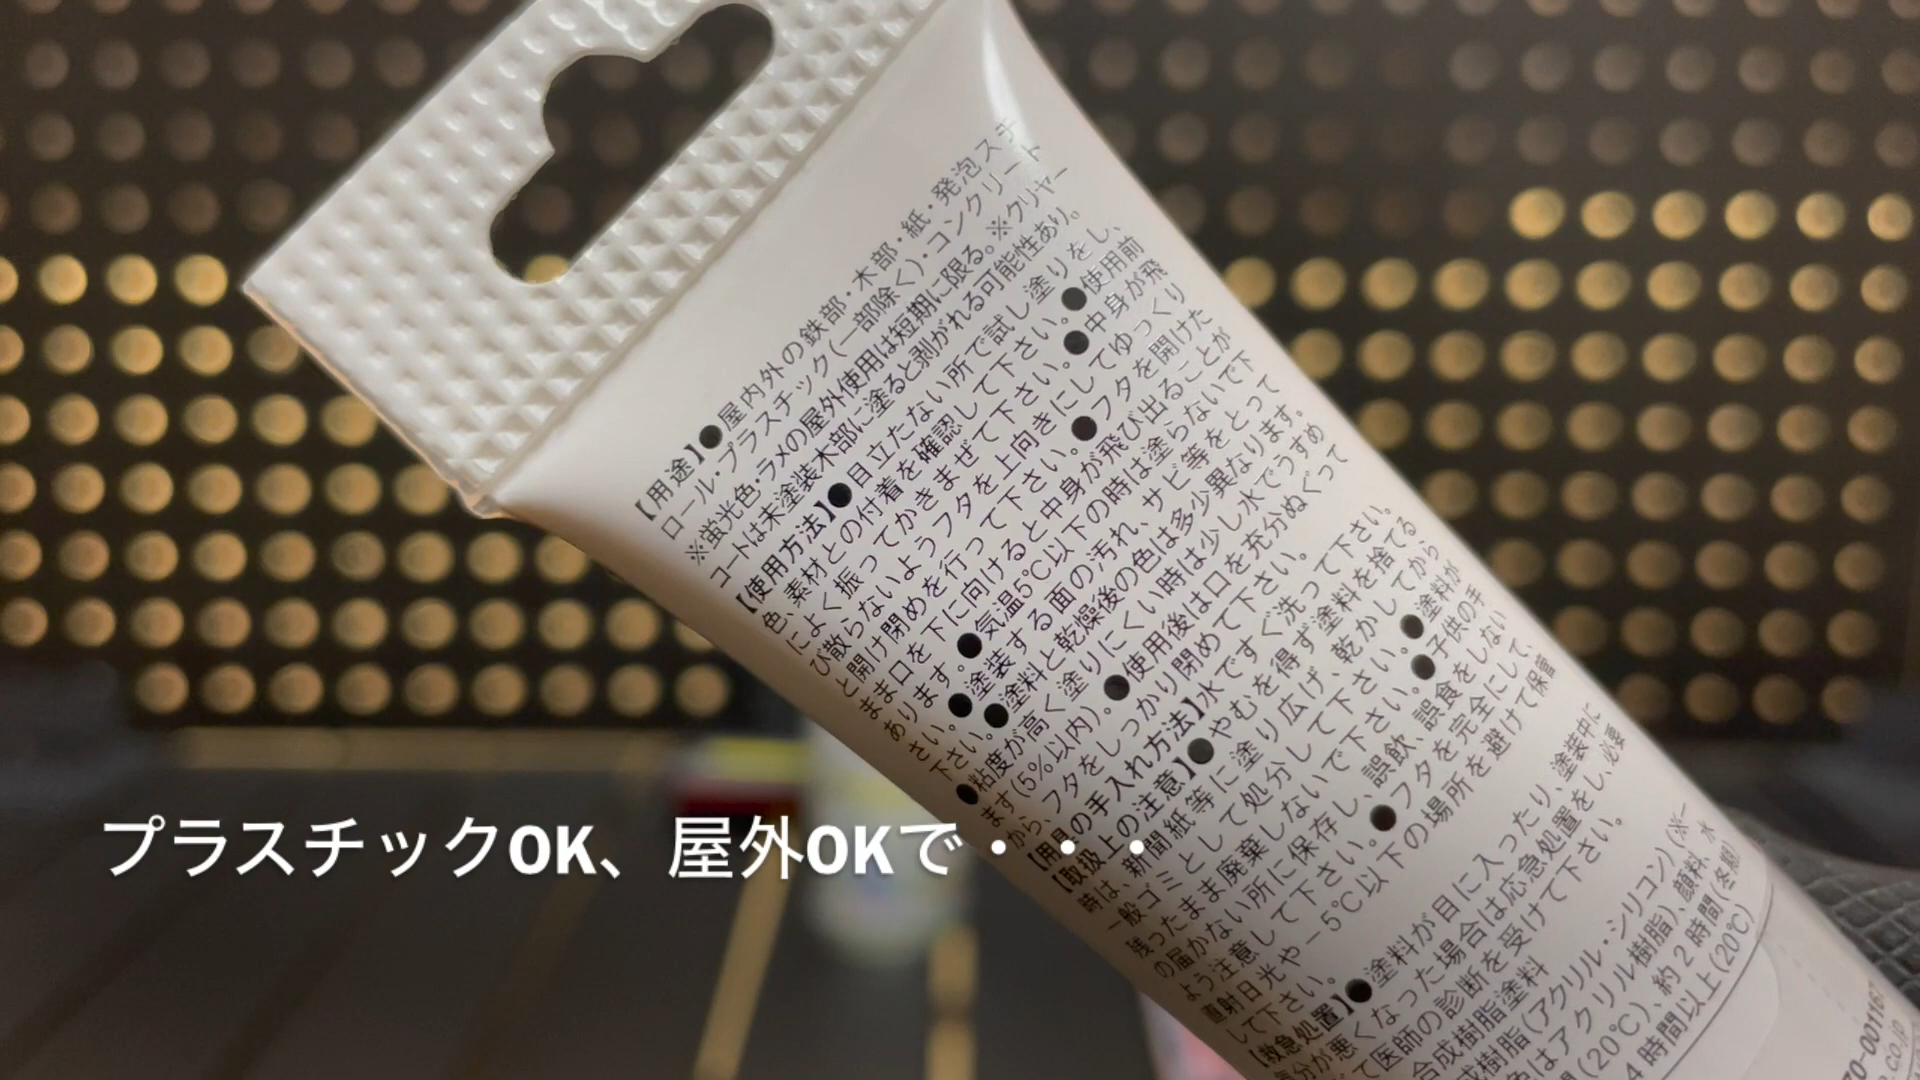 【用途】●屋内外の鉄部・木部・紙・発泡スチ
ロール・プラスチック(一部除く)・コンクリート
※蛍光色・ラメの屋外使用は短期に限る。※クリヤー
コートは未塗装木部に塗ると剥がれる可能性あり。
【使用方法】●目立たない所で試し塗りをし、
色、素材との付着を確認して下さい。●使用前
によく振ってかきまぜて下さい。●中身が飛
び散らないようフタを上向きにしてゆっくり
と開け閉めを行って下さい。●フタを開けた
まま口を下に向けると中身が飛び出ることが
あります。●気温5℃以下の時は塗らないで下
さい。●塗装する面の汚れ、サビ等をとって
下さい。●塗料と乾燥後の色は多少異なります。
●粘度が高く塗りにくい時は少し水でうすめ
ます(5%以内)。●使用後は口を充分ぬぐって
から、フタをしっかり閉めて下さい。
【用具の手入れ方法】水ですぐ洗って下さい。
【取扱上の注意】●やむを得ず塗料を捨てる
時は、新聞紙等に塗り広げ、乾かしてから
一般ゴミとして処分して下さい。●塗料が
残ったまま廃棄しないで下さい。●子供の手
の届かない所に保存し、誤飲、誤食をしない
よう注意して下さい。●フタを完全にして、
直射日光や−5℃以下の場所を避けて保管
して下さい。
【救急処置】●塗料が目に入ったり、塗装中に
気分が悪くなった場合は応急処置をし、必要
て医師の診断を受けて下さい。
合成樹脂塗料
成樹脂(アクリル・シリコン)(※一
色はアクリル樹脂)、顔料、水
(20℃)、約2時間(冬期)
4時間以上(20℃)
プラスチックOK、屋外OKで・・・